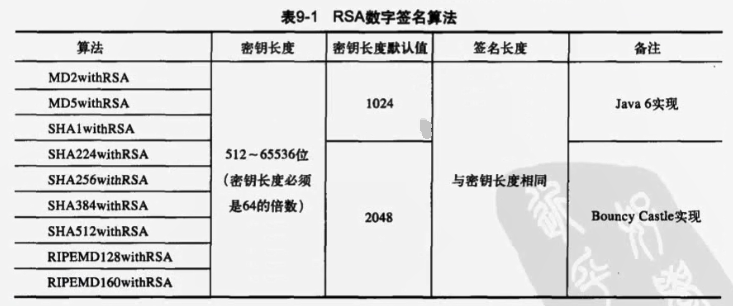 表9-1 RSA数字签名算法
算法 密钥长度 密钥长度默认值 签名长度 备注
MD2withRSA
MD5withRSA 1024 Java 6实现
SHA1withRSA
SHA224withRSA 512~65536位
SHA256withRSA (密钥长度必须 与密钥长度相同
SHA384withRSA 是64的倍数) 2048 Bouncy Castle实现
SHA512withRSA
RIPEMD128withRSA
RIPEMD160withRSA